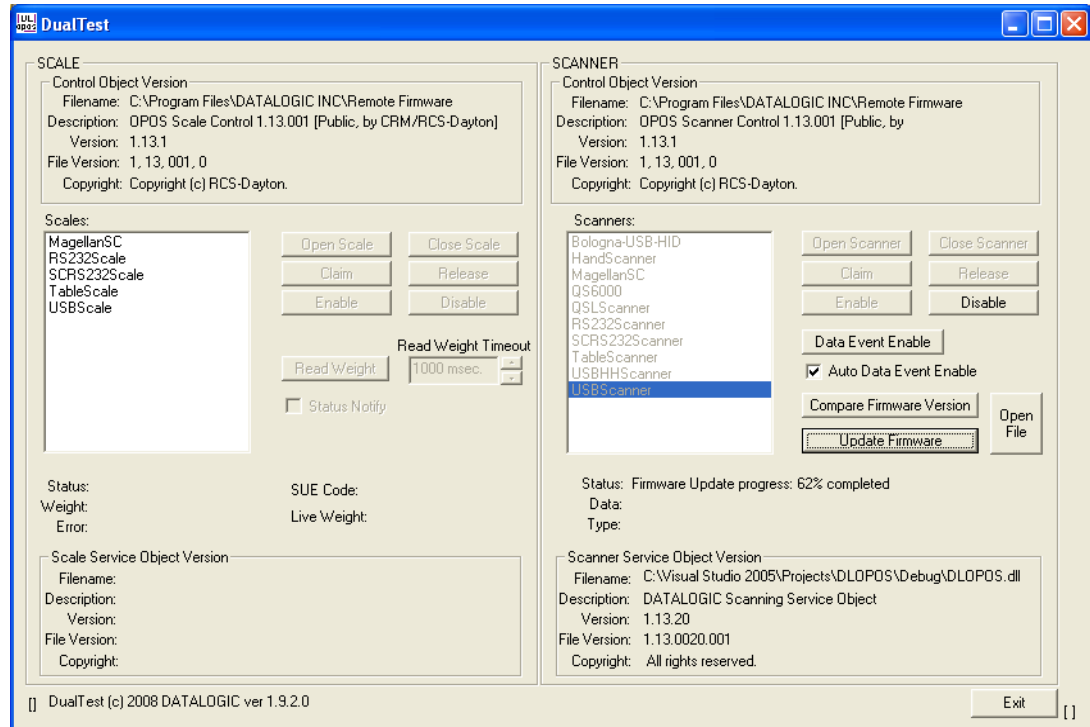 UL
opos
DualTest
SCALE
Control Object Version
Filename: C:\Program Files\DATALOGIC INC\Remote Firmware
Description: OPOS Scale Control 1.13.001 [Public, by CRM/RCS-Dayton]
Version: 1.13.1
File Version: 1, 13, 001, 0
Copyright: Copyright (c) RCS-Dayton.
Scales:
MagellanSC
RS232Scale
SCRS232Scale
TableScale
USBScale
Open Scale
Close Scale
Claim
Release
Enable
Disable
Read Weight Timeout
Read Weight
1000 msec.
Status Notify
Status:
Weight:
Error:
SUE Code:
Live Weight:
Scale Service Object Version
Filename:
Description:
Version:
File Version:
Copyright:
SCANNER
Control Object Version
Filename: C:\Program Files\DATALOGIC INC\Remote Firmware
Description: OPOS Scanner Control 1.13.001 [Public, by
Version: 1.13.1
File Version: 1, 13, 001, 0
Copyright: Copyright (c) RCS-Dayton.
Scanners:
Bologna-USB-HID
HandScanner
MagellanSC
QS6000
QSLScanner
RS232Scanner
SCRS232Scanner
TableScanner
USBHHScanner
USBScanner
Open Scanner
Close Scanner
Claim
Release
Enable
Disable
Data Event Enable
Auto Data Event Enable
Compare Firmware Version
Open
File
Update Firmware
Status: Firmware Update progress: 62% completed
Data:
Type:
Scanner Service Object Version
Filename: C:\Visual Studio 2005\Projects\DLOPOS\Debug\DLOPOS.dll
Description: DATALOGIC Scanning Service Object
Version: 1.13.20
File Version: 1.13.0020.001
Copyright: All rights reserved.
[] DualTest (c) 2008 DATALOGIC ver 1.9.2.0
Exit
[ ]